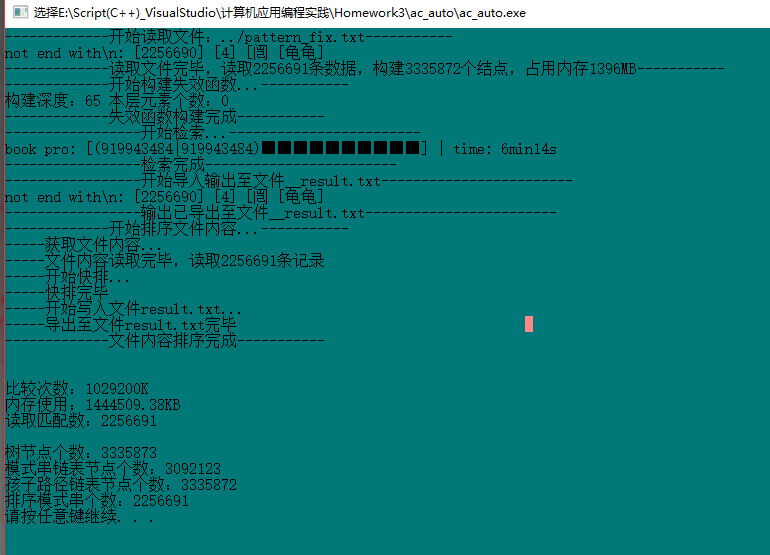 选择E:\Script(C++)_VisualStudio\计算机应用编程实践\Homework3\ac_auto\ac_auto.exe
-------------开始读取文件：../pattern_fix.txt-----------
not end with\n: [2256690] [4] [闿 [龟龟]
-------------读取文件完毕，读取2256691条数据，构建3335872个结点，占用内存1396MB-----------
-------------开始构建失效函数...-----------
构建深度：65 本层元素个数：0
-------------失效函数构建完成-----------
-----------------开始检索...------------------------
book pro: [(919943484|919943484)■■■■■■■■■■] | time: 6min14s
-----------------检索完成------------------------
-----------------开始导入输出至文件__result.txt------------------------
not end with\n: [2256690] [4] [闿 [龟龟]
-----------------输出已导出至文件__result.txt------------------------
-------------开始排序文件内容...-----------
-----获取文件内容...
-----文件内容读取完毕，读取2256691条记录
-----开始快排...
-----快排完毕
-----开始写入文件result.txt...
-----导出至文件result.txt完毕
-------------文件内容排序完成-----------
比较次数：1029200K
内存使用：1444509.38KB
读取匹配数：2256691
树节点个数：3335873
模式串链表节点个数：3092123
孩子路径链表节点个数：3335872
排序模式串个数：2256691
请按任意键继续. . .